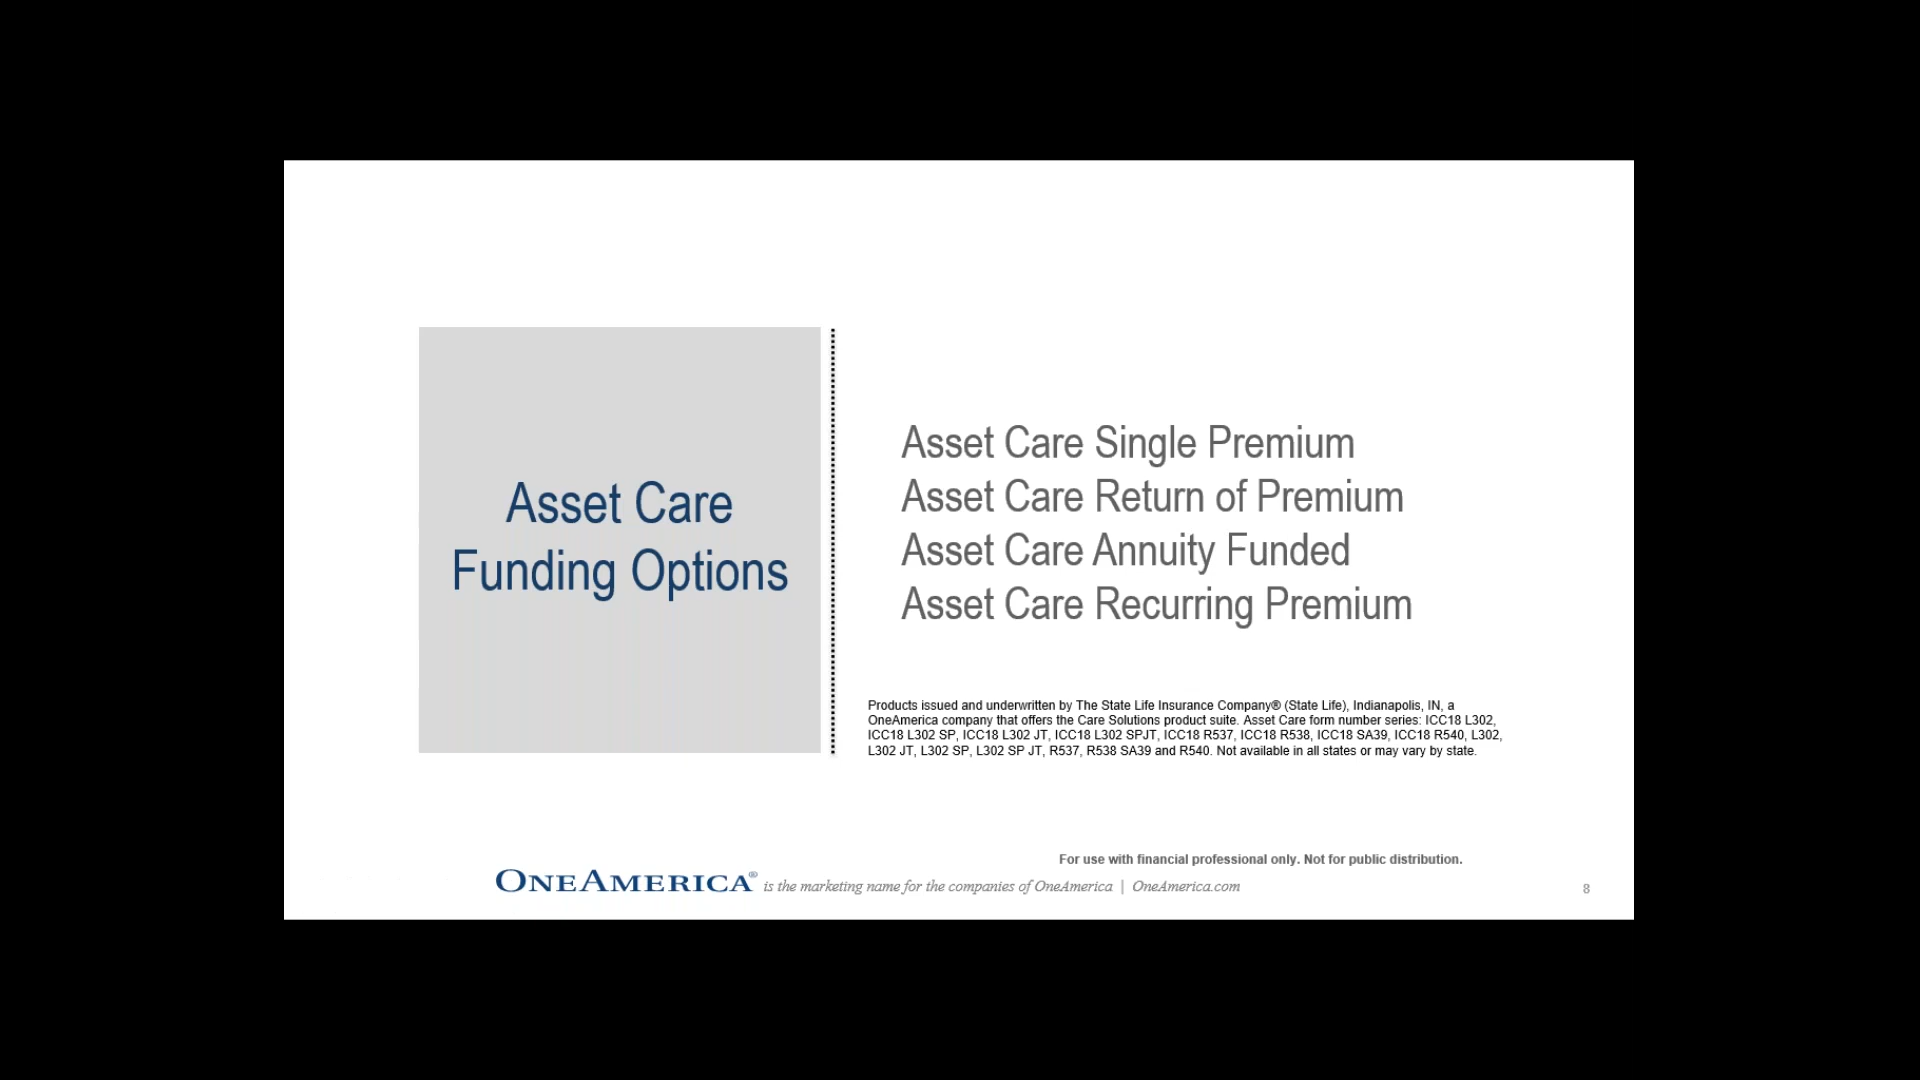 Asset Care
Funding Options
Asset Care Single Premium
Asset Care Return of Premium
Asset Care Annuity Funded
Asset Care Recurring Premium
Products issued and underwritten by The State Life Insurance Company® (State Life), Indianapolis, IN, a
OneAmerica company that offers the Care Solutions product suite. Asset Care form number series: ICC18 L302,
ICC18 L302 SP, ICC18 L302 JT, ICC18 L302 SPJT, ICC18 R537, ICC18 R538, ICC18 SA39, ICC18 R540, L302,
L302 JT, L302 SP, L302 SP JT, R537, R538 SA39 and R540. Not available in all states or may vary by state.
For use with financial professional only. Not for public distribution.
ONEAMERICA® is the marketing name for the companies of OneAmerica | OneAmerica.com
8